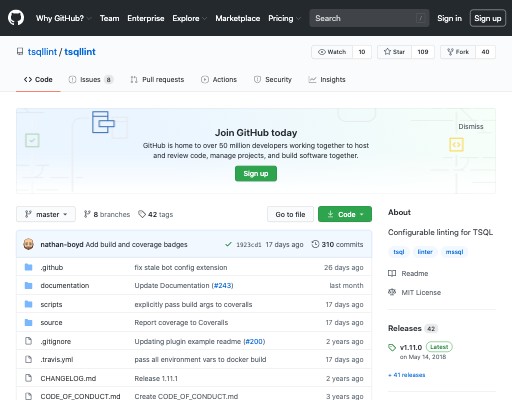 Why GitHub? Team Enterprise Explore Marketplace Pricing Search / Sign in Sign up
tsqllint / tsqllint Watch 10 Star 109 Fork 40
Code Issues 8 Pull requests Actions Security Insights
Join GitHub today
Dismiss
GitHub is home to over 50 million developers working together to host
and review code, manage projects, and build software together.
Sign up
master 8 branches 42 tags Go to file Code
nathan-boyd Add build and coverage badges 1923cd1 17 days ago 310 commits
.github fix stale bot config extension 26 days ago
documentation Update Documentation (#243) last month
scripts explicitly pass build args to coveralls 17 days ago
source Report coverage to Coveralls 17 days ago
.gitignore Updating plugin example readme (#200) 2 years ago
.travis.yml pass all environment vars to docker build 17 days ago
CHANGELOG.md Release 1.11.1 2 years ago
CODE_OF_CONDUCT.md Create CODE_OF_CONDUCT.md 3 years ago
About
Configurable linting for TSQL
tsql linter mssql
Readme
MIT License
Releases 42
v1.11.0 Latest
on May 14, 2018
+ 41 releases